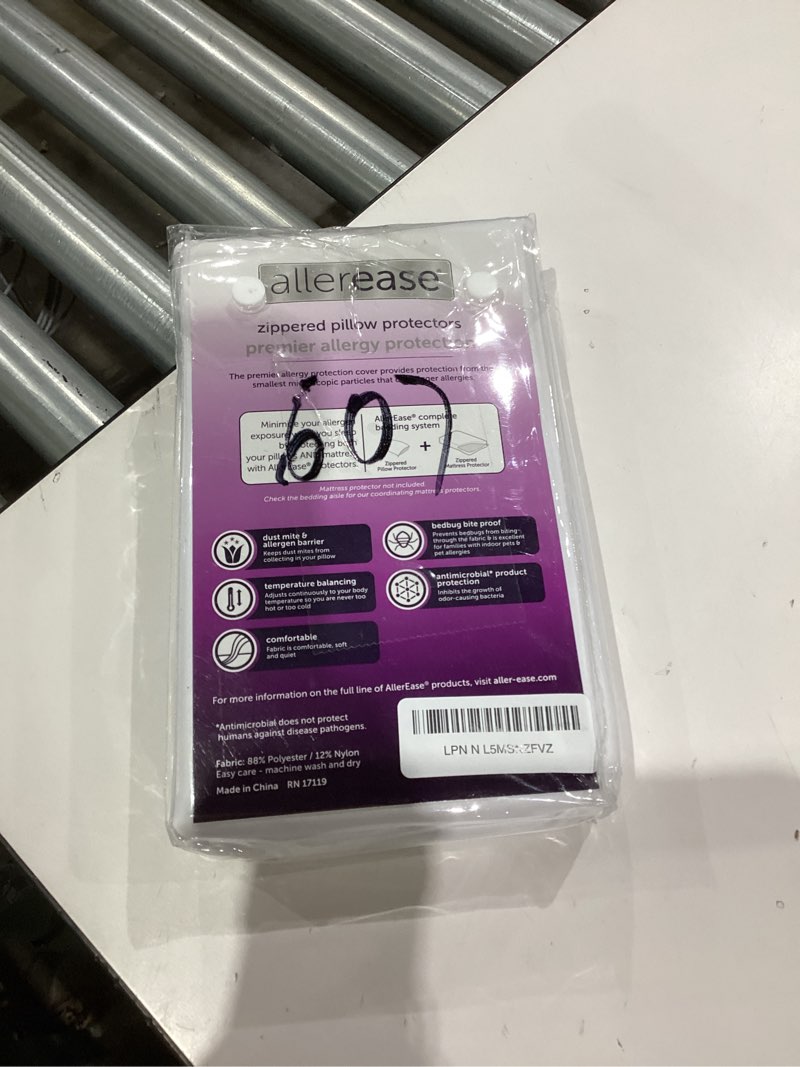 allerease
zippered pillow protectors
premier allergy protection
The premier allergy protection cover provides protection from the
smallest microscopic particles that trigger allergies.
607
Minimize your allergen
exposure you sleep
by protecting both
your pillows AND mattress
with AllerEase® protectors.
AllerEase® complete
bedding system
Zippered
Pillow Protector
+
Zippered
Mattress Protector
Mattress protector not included.
Check the bedding aisle for our coordinating mattress protectors.
dust mite &
allergen barrier
Keeps dust mites from
collecting in your pillow
bedbug bite proof
Prevents bedbugs from biting
through the fabric & is excellent
for families with indoor pets &
pet allergies
temperature balancing
Adjusts continuously to your body
temperature so you are never too
hot or too cold
antimicrobial* product
protection
Inhibits the growth of
odor-causing bacteria
comfortable
Fabric is comfortable, soft
and quiet
For more information on the full line of AllerEase® products, visit aller-ease.com
*Antimicrobial does not protect
humans against disease pathogens.
Fabric: 88% Polyester / 12% Nylon
Easy care - machine wash and dry
Made in China RN 17119
LPN N